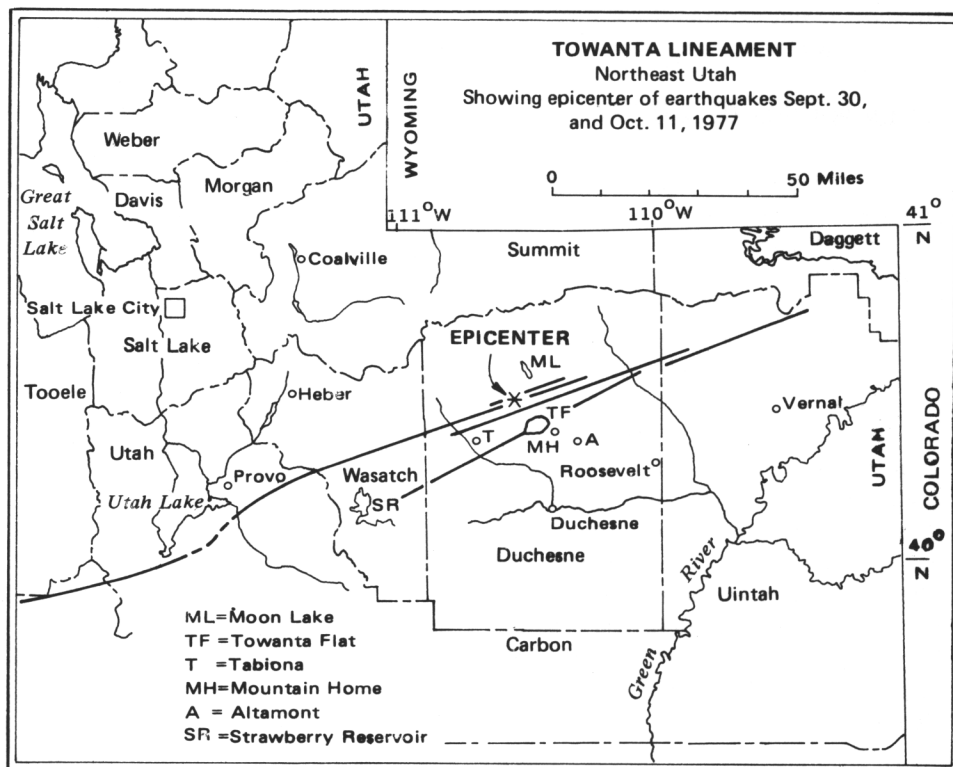 TOWANTA LINEAMENT
Northeast Utah
Showing epicenter of earthquakes Sept. 30,
and Oct. 11, 1977
0 50 Miles
UTAH
WYOMING
111°W
110°W
41°
N
Weber
Davis
Morgan
Great
Salt
Lake
Coalville
Summit
Daggett
Salt Lake City
Salt Lake
EPICENTER
ML
Tooele
Heber
TF
Vernal
T
MH
A
Utah
Wasatch
Roosevelt
Provo
Utah Lake
SR
UTAH
COLORADO
Duchesne
40°
N
Duchesne
River
Uintah
Green
Carbon
ML=Moon Lake
TF =Towanta Flat
T =Tabiona
MH=Mountain Home
A = Altamont
SR =Strawberry Reservoir